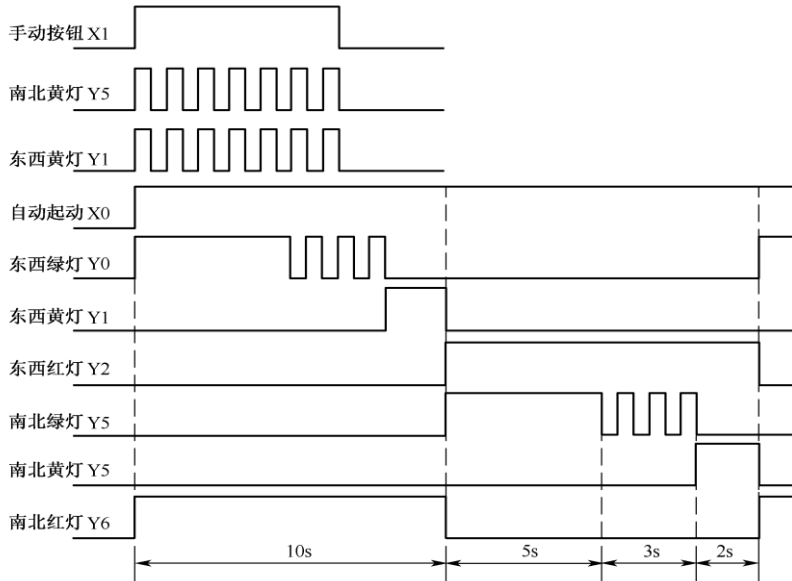 手动按钮 X1
南北黄灯 Y5
东西黄灯 Y1
自动起动 X0
东西绿灯 Y0
东西黄灯 Y1
东西红灯 Y2
南北绿灯 Y5
南北黄灯 Y5
南北红灯 Y6
10s 5s 3s 2s